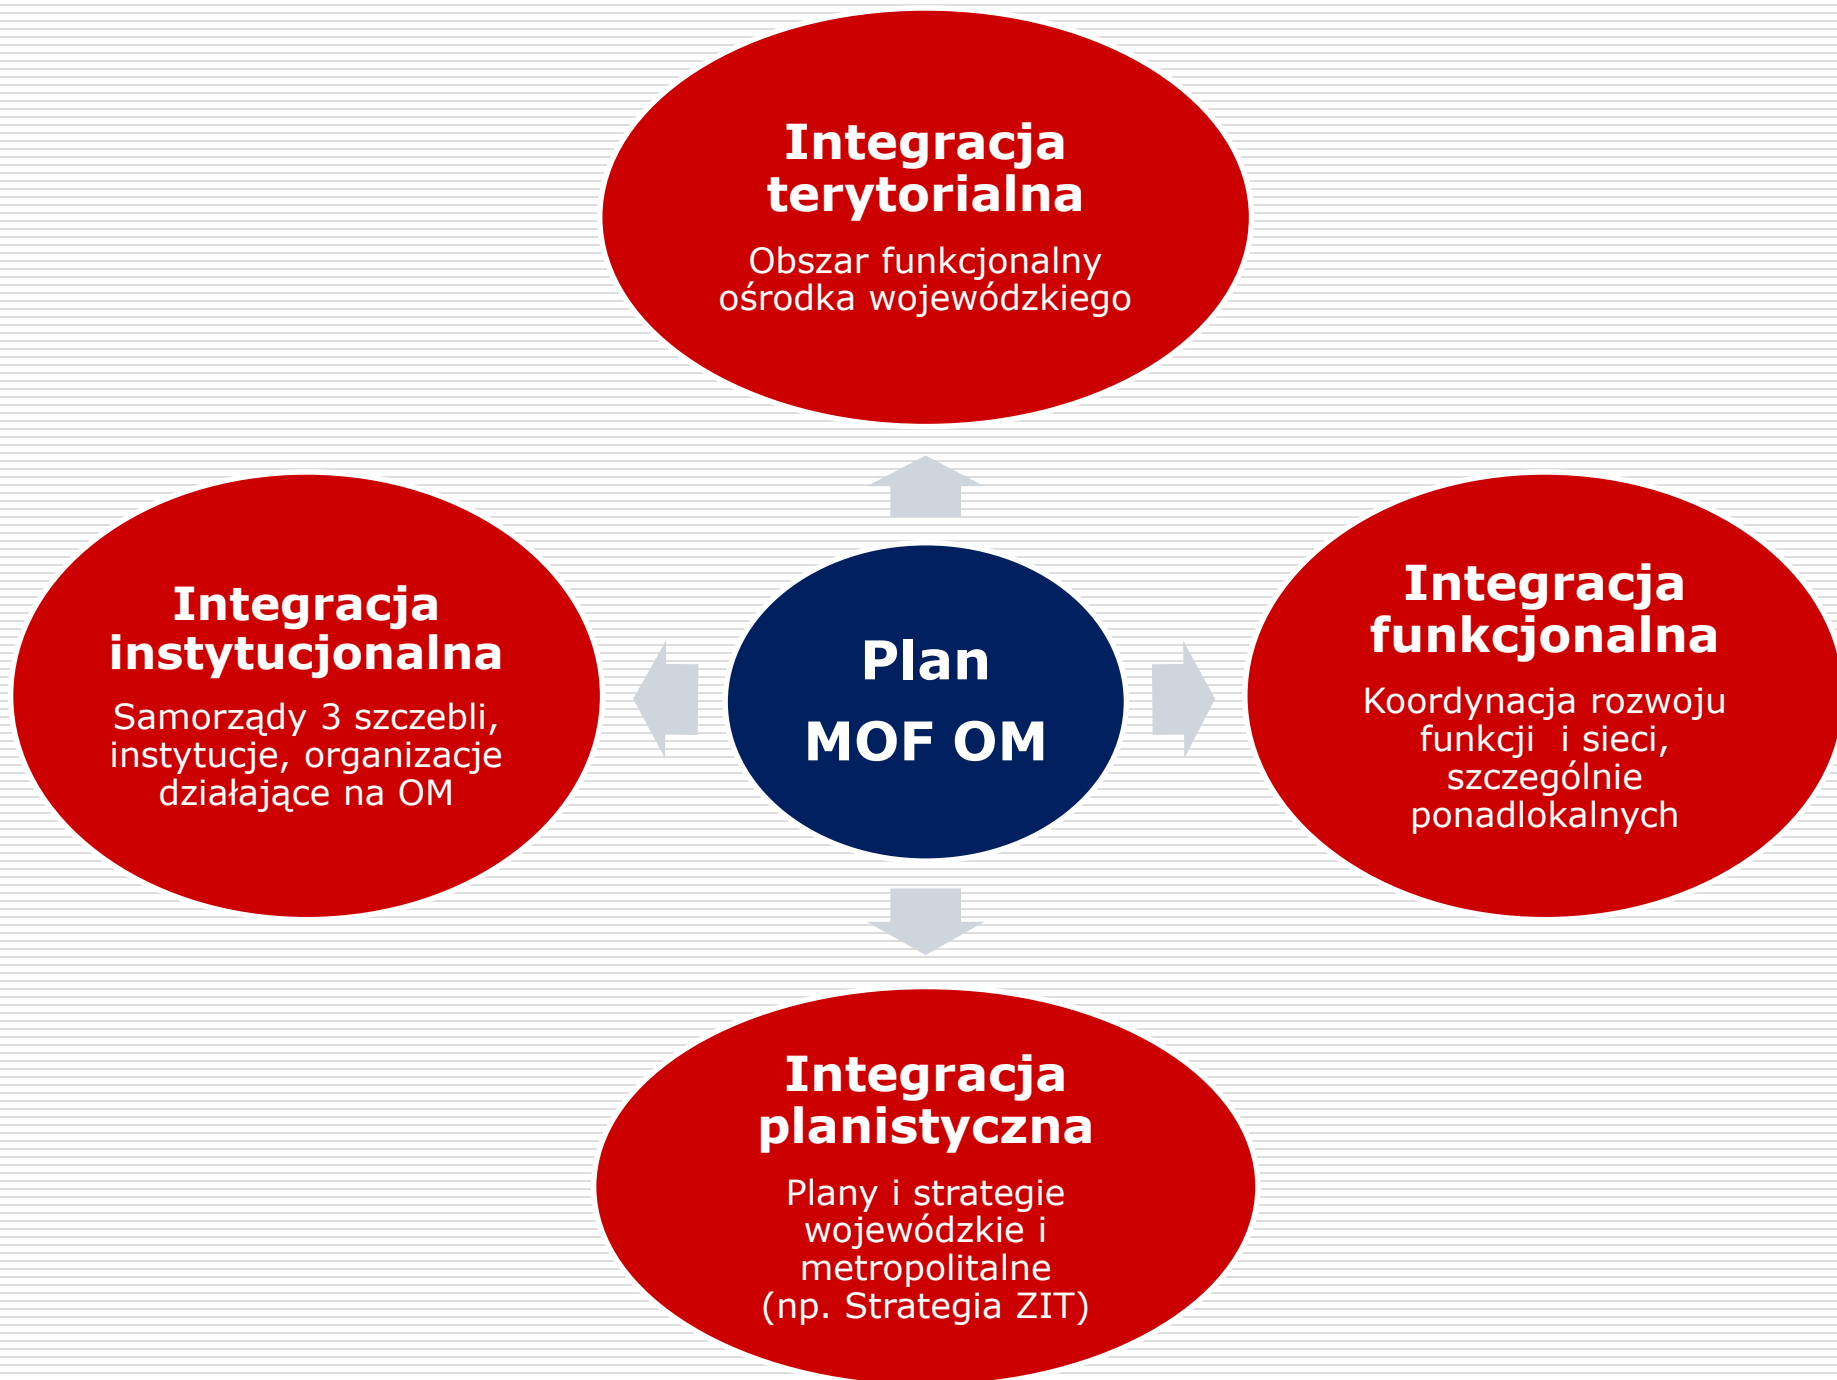 Integracja
terytorialna
Obszar funkcjonalny
ośrodka wojewódzkiego
Integracja
instytucjonalna
Samorządy 3 szczebli,
instytucje, organizacje
działające na OM
Plan
MOF OM
Integracja
funkcjonalna
Koordynacja rozwoju
funkcji i sieci,
szczególnie
ponadlokalnych
Integracja
planistyczna
Plany i strategie
wojewódzkie i
metropolitalne
(np. Strategia ZIT)